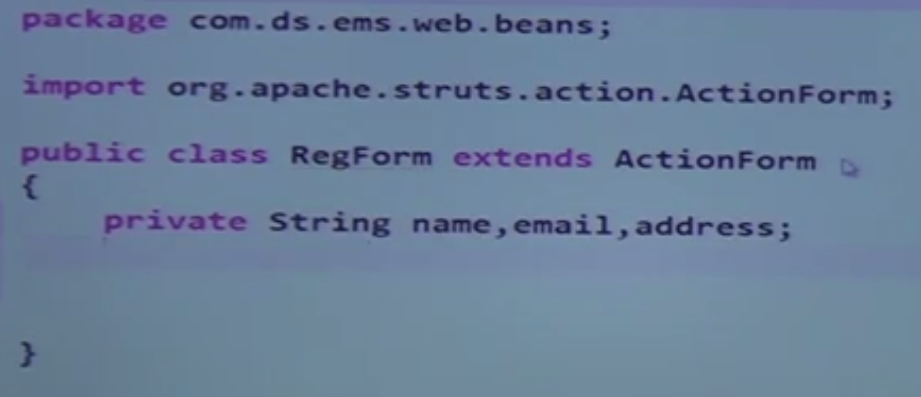 package com.ds.ems.web.beans;
import org.apache.struts.action.ActionForm;
public class RegForm extends ActionForm
{
private String name,email,address;
}